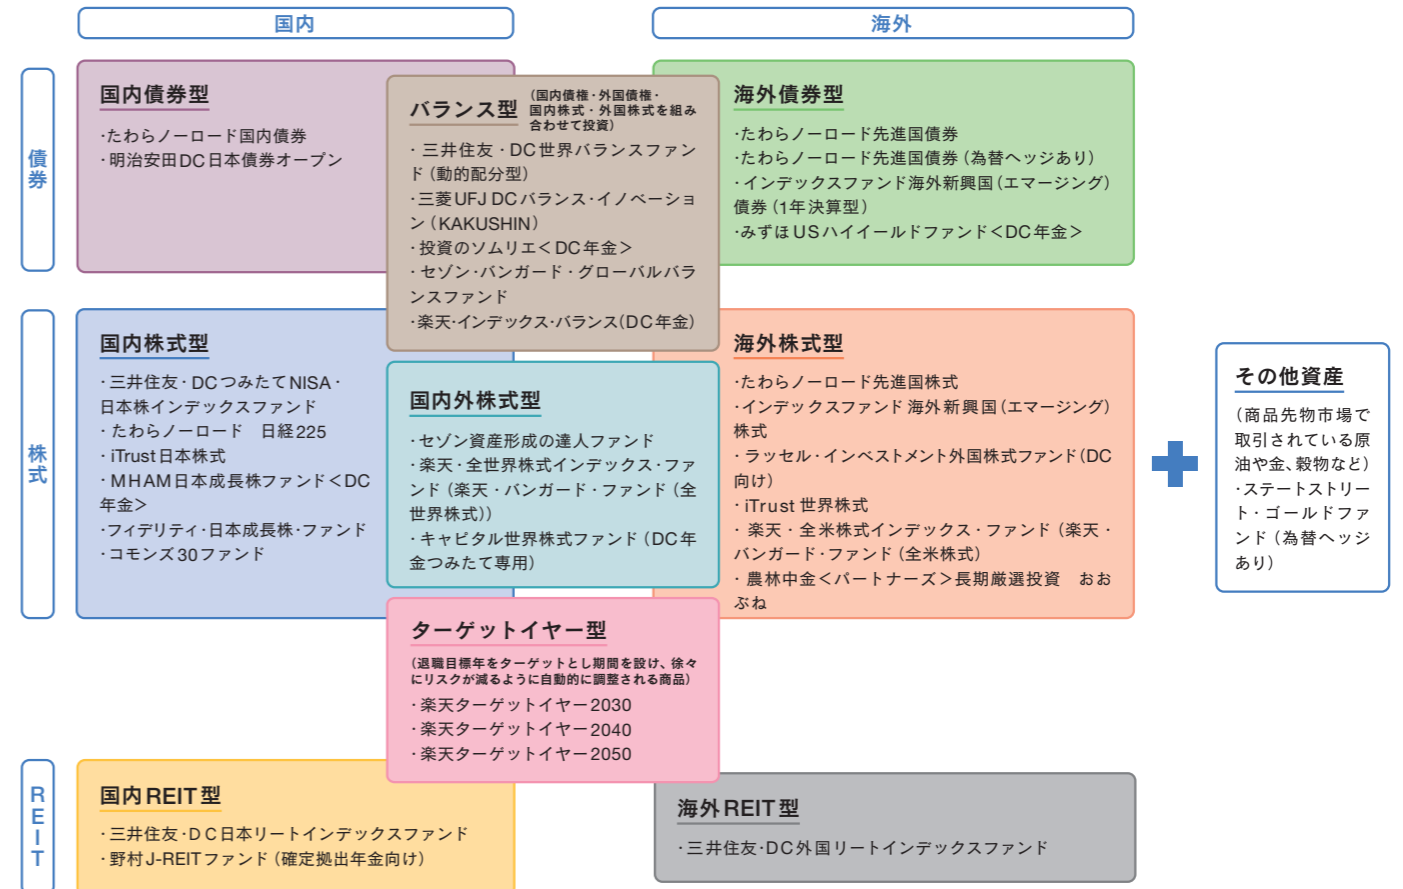 国内
海外
債券
国内債券型
・たわらノーロード国内債券
・明治安田DC日本債券オープン
バランス型
(国内債権・外国債権・
国内株式・外国株式を組み
合わせて投資)
・三井住友・DC世界バランスファン
ド(動的配分型)
・三菱UFJ DCバランス・イノベーショ
ン(KAKUSHIN)
・投資のソムリエ<DC年金>
・セゾン・バンガード・グローバルバラ
ンスファンド
・楽天・インデックス・バランス(DC年金)
海外債券型
・たわらノーロード先進国債券
・たわらノーロード先進国債券(為替ヘッジあり)
・インデックスファンド海外新興国(エマージング)
債券(1年決算型)
・みずほUSハイイールドファンド<DC年金>
株式
国内株式型
・三井住友・DCつみたてNISA・
日本株インデックスファンド
・たわらノーロード 日経225
・iTrust日本株式
・MHAM日本成長株ファンド<DC
年金>
・フィデリティ・日本成長株・ファンド
・コモンズ30ファンド
国内外株式型
・セゾン資産形成の達人ファンド
・楽天・全世界株式インデックス・ファ
ンド(楽天・バンガード・ファンド(全
世界株式))
・キャピタル世界株式ファンド(DC年
金つみたて専用)
海外株式型
・たわらノーロード先進国株式
・インデックスファンド海外新興国(エマージング)
株式
・ラッセル・インベストメント外国株式ファンド(DC
向け)
・iTrust 世界株式
・楽天・全米株式インデックス・ファンド(楽天・
バンガード・ファンド(全米株式)
・農林中金<パートナーズ>長期厳選投資 おお
ぶね
その他資産
(商品先物市場で
取引されている原
油や金、穀物など)
・ステートストリー
ト・ゴールドファ
ンド(為替ヘッジ
あり)
ターゲットイヤー型
(退職目標年をターゲットとし期間を設け、徐々
にリスクが減るように自動的に調整される商品)
・楽天ターゲットイヤー2030
・楽天ターゲットイヤー2040
・楽天ターゲットイヤー2050
REIT
国内REIT型
・三井住友・DC日本リートインデックスファンド
・野村J-REITファンド(確定拠出年金向け)
海外REIT型
・三井住友・DC外国リートインデックスファンド